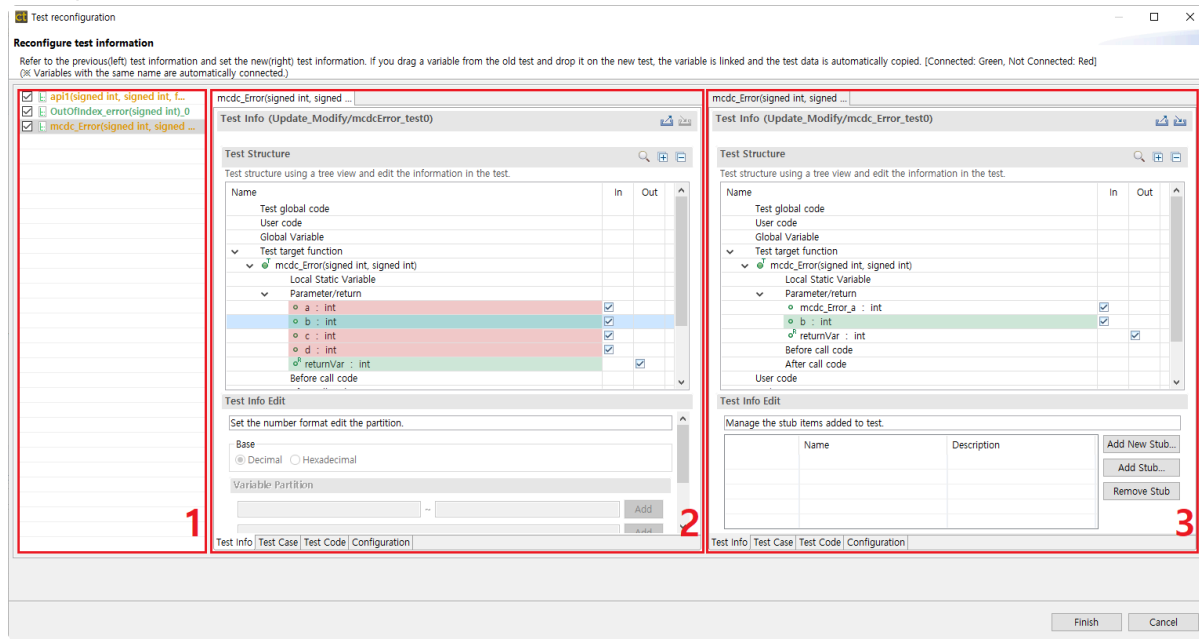 ct Test reconfiguration
Reconfigure test information
Refer to the previous(left) test information and set the new(right) test information. If you drag a variable from the old test and drop it on the new test, the variable is linked and the test data is automatically copied. [Connected: Green, Not Connected: Red]
(※ Variables with the same name are automatically connected.)
api1(signed int, signed int, f...
OutOfIndex_error(signed int)_0
mcdc_Error(signed int, signed ...
1
mcdc_Error(signed int, signed ...
Test Info (Update_Modify/mcdcError_test0)
Test Structure
Test structure using a tree view and edit the information in the test.
Name In Out
Test global code
User code
Global Variable
Test target function
mcdc_Error(signed int, signed int)
Local Static Variable
Parameter/return
a : int
b : int
c : int
d : int
returnVar : int
Before call code
Test Info Edit
Set the number format edit the partition.
Base
Decimal Hexadecimal
Variable Partition
~ Add
Add
2
Test Info Test Case Test Code Configuration
mcdc_Error(signed int, signed ...
Test Info (Update_Modify/mcdc_Error_test0)
Test Structure
Test structure using a tree view and edit the information in the test.
Name In Out
Test global code
User code
Global Variable
Test target function
mcdc_Error(signed int, signed int)
Local Static Variable
Parameter/return
mcdc_Error_a : int
b : int
returnVar : int
Before call code
After call code
User code
Test Info Edit
Manage the stub items added to test.
Name Description
Add New Stub...
Add Stub...
Remove Stub
3
Test Info Test Case Test Code Configuration
Finish Cancel